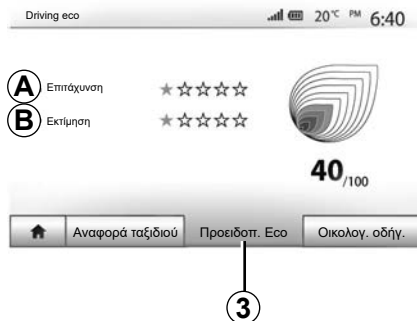 Driving eco 20°C PM 6:40
A Επιτάχυνση
B Εκτίμηση
40/100
Αναφορά ταξιδιού Προειδοπ. Eco Οικολογ. οδήγ.
3